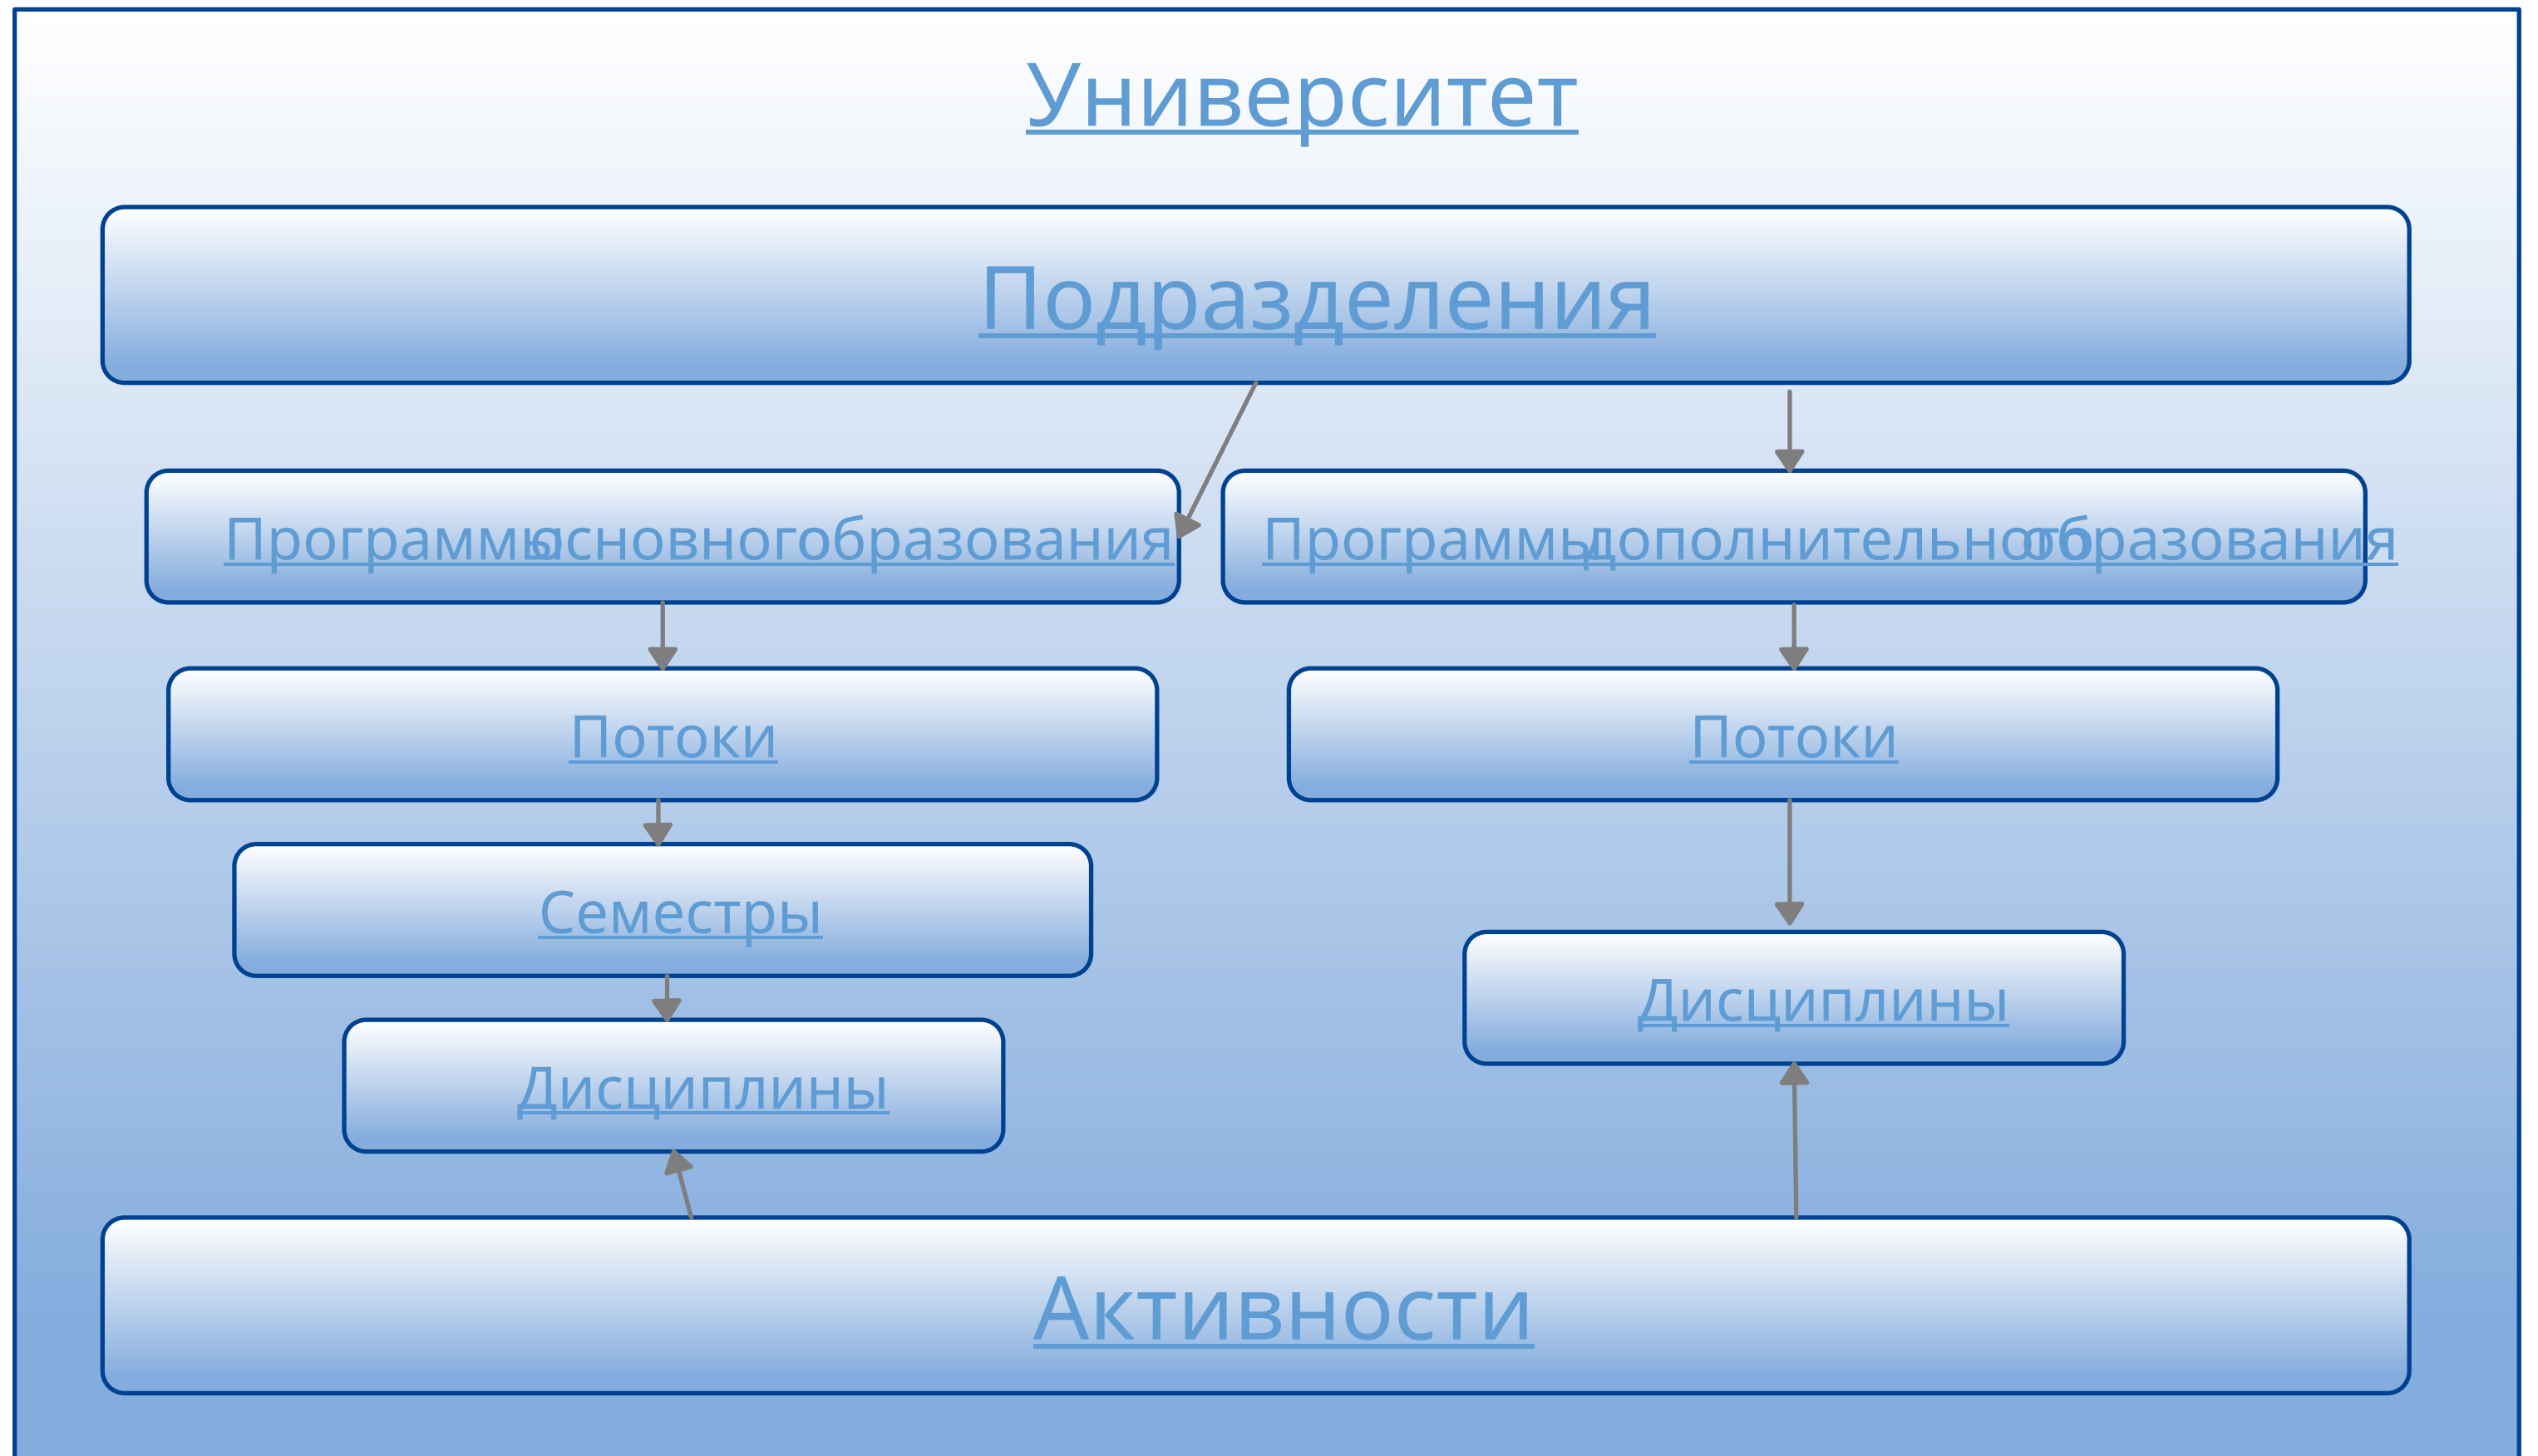 Университет
Подразделения
Программы основного образования
Программы дополнительного образования
Потоки
Потоки
Семестры
Дисциплины
Дисциплины
Активности